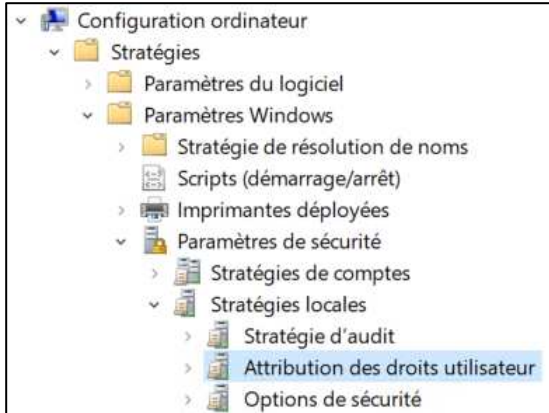 Configuration ordinateur
Stratégies
Paramètres du logiciel
Paramètres Windows
Stratégie de résolution de noms
Scripts (démarrage/arrêt)
Imprimantes déployées
Paramètres de sécurité
Stratégies de comptes
Stratégies locales
Stratégie d'audit
Attribution des droits utilisateur
Options de sécurité